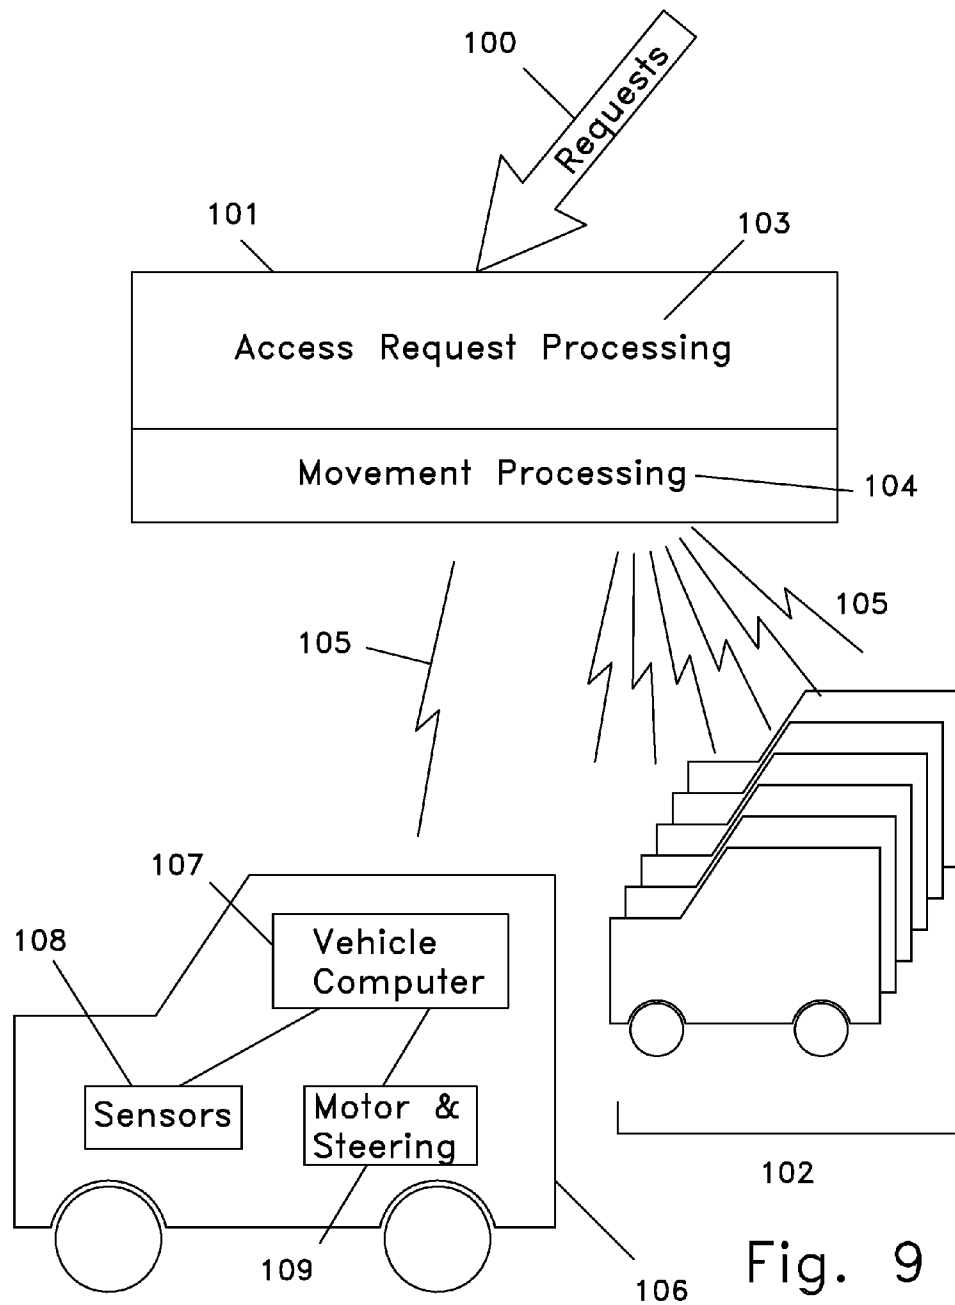 100
Requests
101
103
Access Request Processing
Movement Processing
104
105
105
107
108
Vehicle
Computer
Sensors
Motor &
Steering
102
109
106
Fig. 9